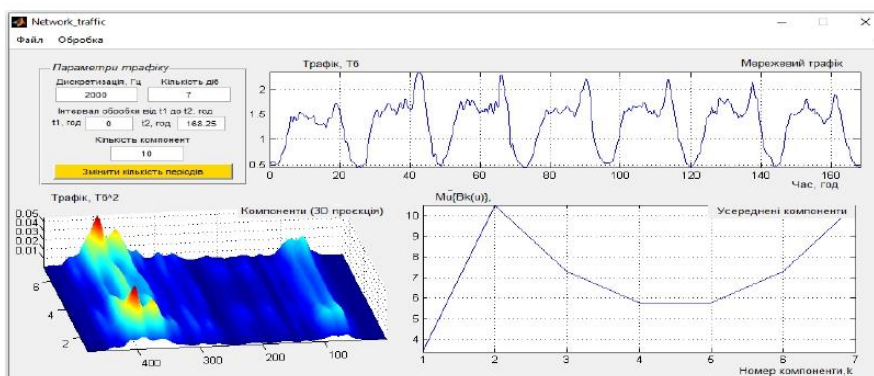 Network_traffic
Файл Обробка
Параметри трафіку
Дискретизація, Гц Кількість діб
2000 7
Інтервал обробки від t1 до t2, год
t1, год 0 t2, год 168.25
Кількість компонент
10
Змінити кількість періодів
Трафік, Тб Мережевий трафік
2
1.5
1
0.5
0 20 40 60 80 100 120 140 160
Час, год
Трафік, Тб^2
Компоненти (3D проєкція)
0.05
0.04
0.03
0.02
0.01
6
4
2
400 300 200 100
Mu[Bk(u)], Усереднені компоненти
10
9
8
7
6
5
4
1 2 3 4 5 6 7
Номер компоненти,k